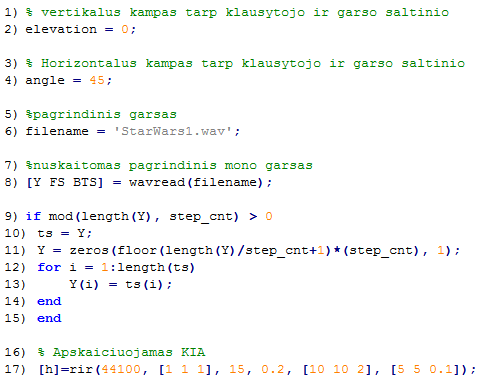 1) % vertikalus kampas tarp klausytojo ir garso saltinio
2) elevation = 0;
3) % Horizontalus kampas tarp klausytojo ir garso saltinio
4) angle = 45;
5) %pagrindinis garsas
6) filename = 'StarWars1.wav';
7) %nuskaitomas pagrindinis mono garsas
8) [Y FS BTS] = wavread(filename);
9) if mod(length(Y), step_cnt) > 0
10) ts = Y;
11) Y = zeros(floor(length(Y)/step_cnt+1)*(step_cnt), 1);
12) for i = 1:length(ts)
13) Y(i) = ts(i);
14) end
15) end
16) % Apskaiciuojamas KIA
17) [h]=rir(44100, [1 1 1], 15, 0.2, [10 10 2], [5 5 0.1]);